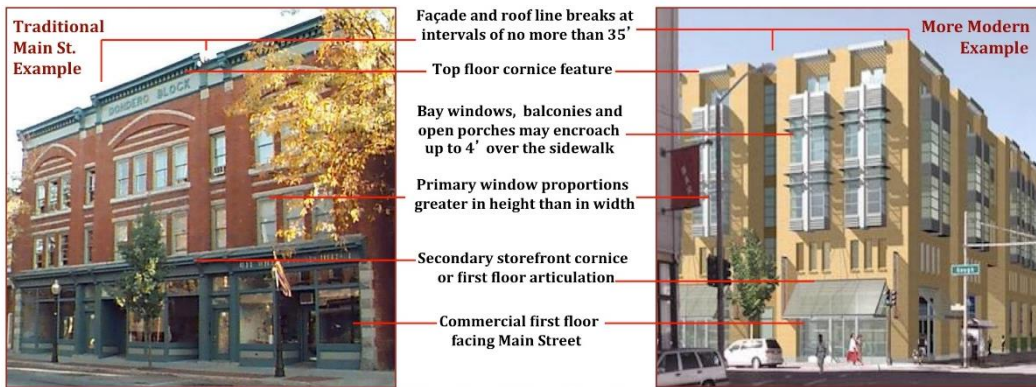 Traditional
Main St.
Example
Façade and roof line breaks at
intervals of no more than 35'
Top floor cornice feature
Bay windows, balconies and
open porches may encroach
up to 4' over the sidewalk
Primary window proportions
greater in height than in width
Secondary storefront cornice
or first floor articulation
Commercial first floor
facing Main Street
More Modern
Example
DONDERO BLOCK
Gough